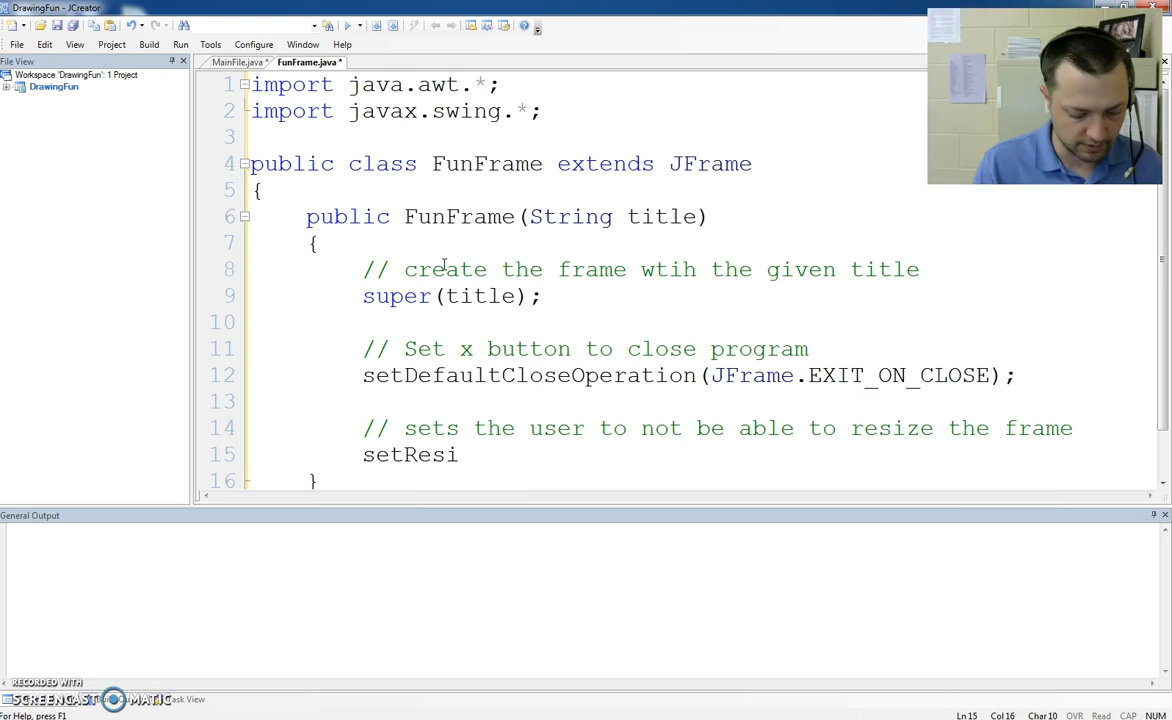 DrawingFun - JCreator
File Edit View Project Build Run Tools Configure Window Help
File View
MainFile.java * FunFrame.java *
Workspace 'DrawingFun': 1 Project
DrawingFun
1 import java.awt.*;
2 import javax.swing.*;
3
4 public class FunFrame extends JFrame
5 {
6 public FunFrame(String title)
7 {
8 // create the frame wtih the given title
9 super(title);
10
11 // Set x button to close program
12 setDefaultCloseOperation(JFrame.EXIT_ON_CLOSE);
13
14 // sets the user to not be able to resize the frame
15 setResi
16 }
General Output
RECORDED WITH
SCREENCAST MATIC
Task View
For Help, press F1 Ln 15 Col 16 Char 10 OVR Read CAP NUM